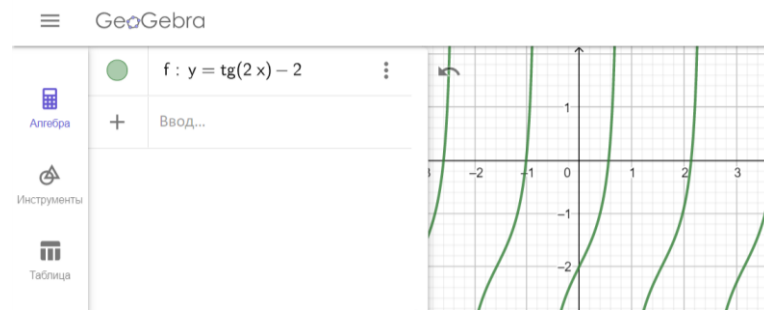 GeoGebra
f : y = tg(2 x) − 2
Ввод...
Алгебра
Инструменты
Таблица
1
−2 −1 0 1 2 3
−1
−2